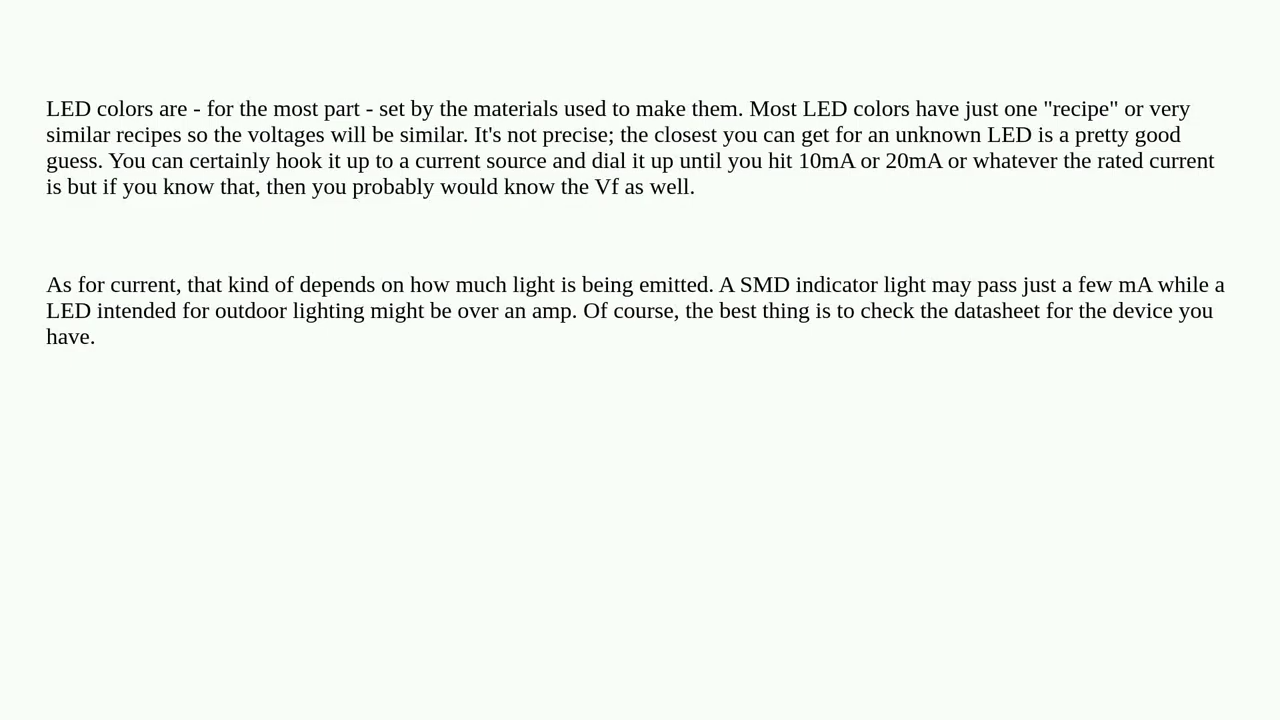 LED colors are - for the most part - set by the materials used to make them. Most LED colors have just one "recipe" or very
similar recipes so the voltages will be similar. It's not precise; the closest you can get for an unknown LED is a pretty good
guess. You can certainly hook it up to a current source and dial it up until you hit 10mA or 20mA or whatever the rated current
is but if you know that, then you probably would know the Vf as well.
As for current, that kind of depends on how much light is being emitted. A SMD indicator light may pass just a few mA while a
LED intended for outdoor lighting might be over an amp. Of course, the best thing is to check the datasheet for the device you
have.